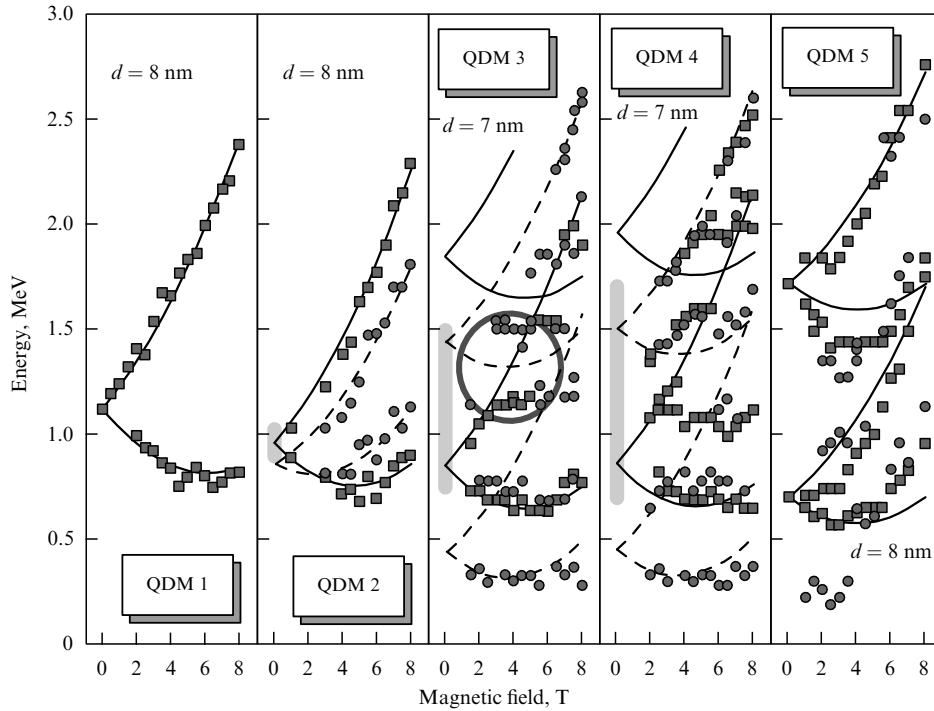 3.0
2.5
2.0
1.5
1.0
0.5
0
Energy, MeV
d = 8 nm
QDM 1
d = 8 nm
QDM 2
QDM 3
d = 7 nm
QDM 4
d = 7 nm
QDM 5
d = 8 nm
0 2 4 6 8
0 2 4 6 8
0 2 4 6 8
0 2 4 6 8
0 2 4 6 8
Magnetic field, T